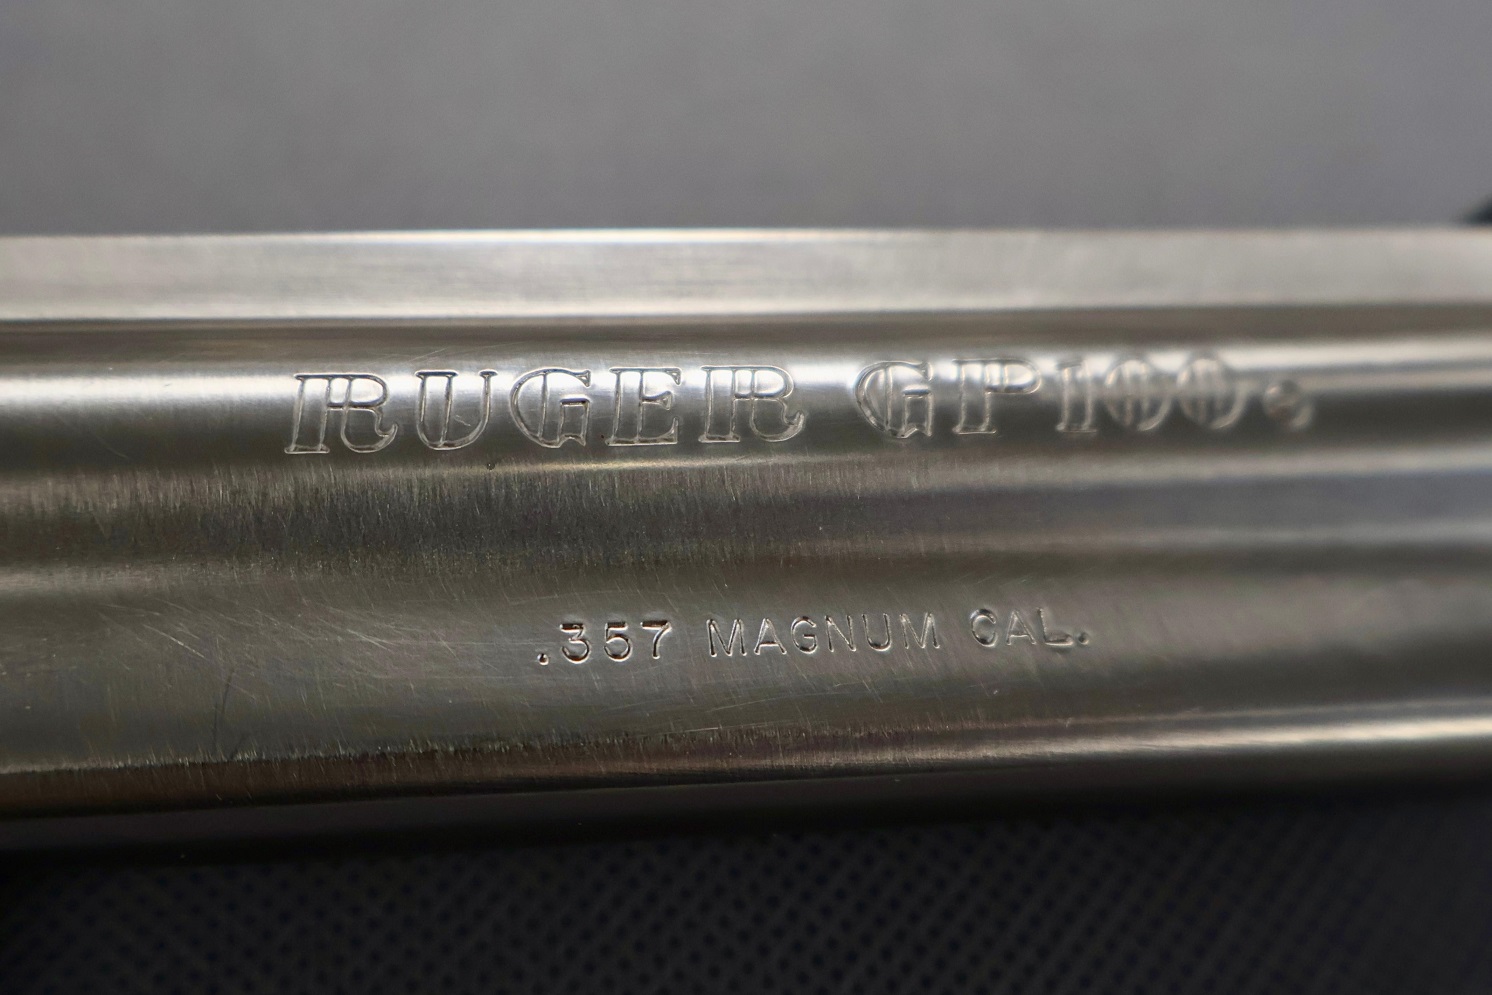 RUGER GP100®
.357 MAGNUM CAL.